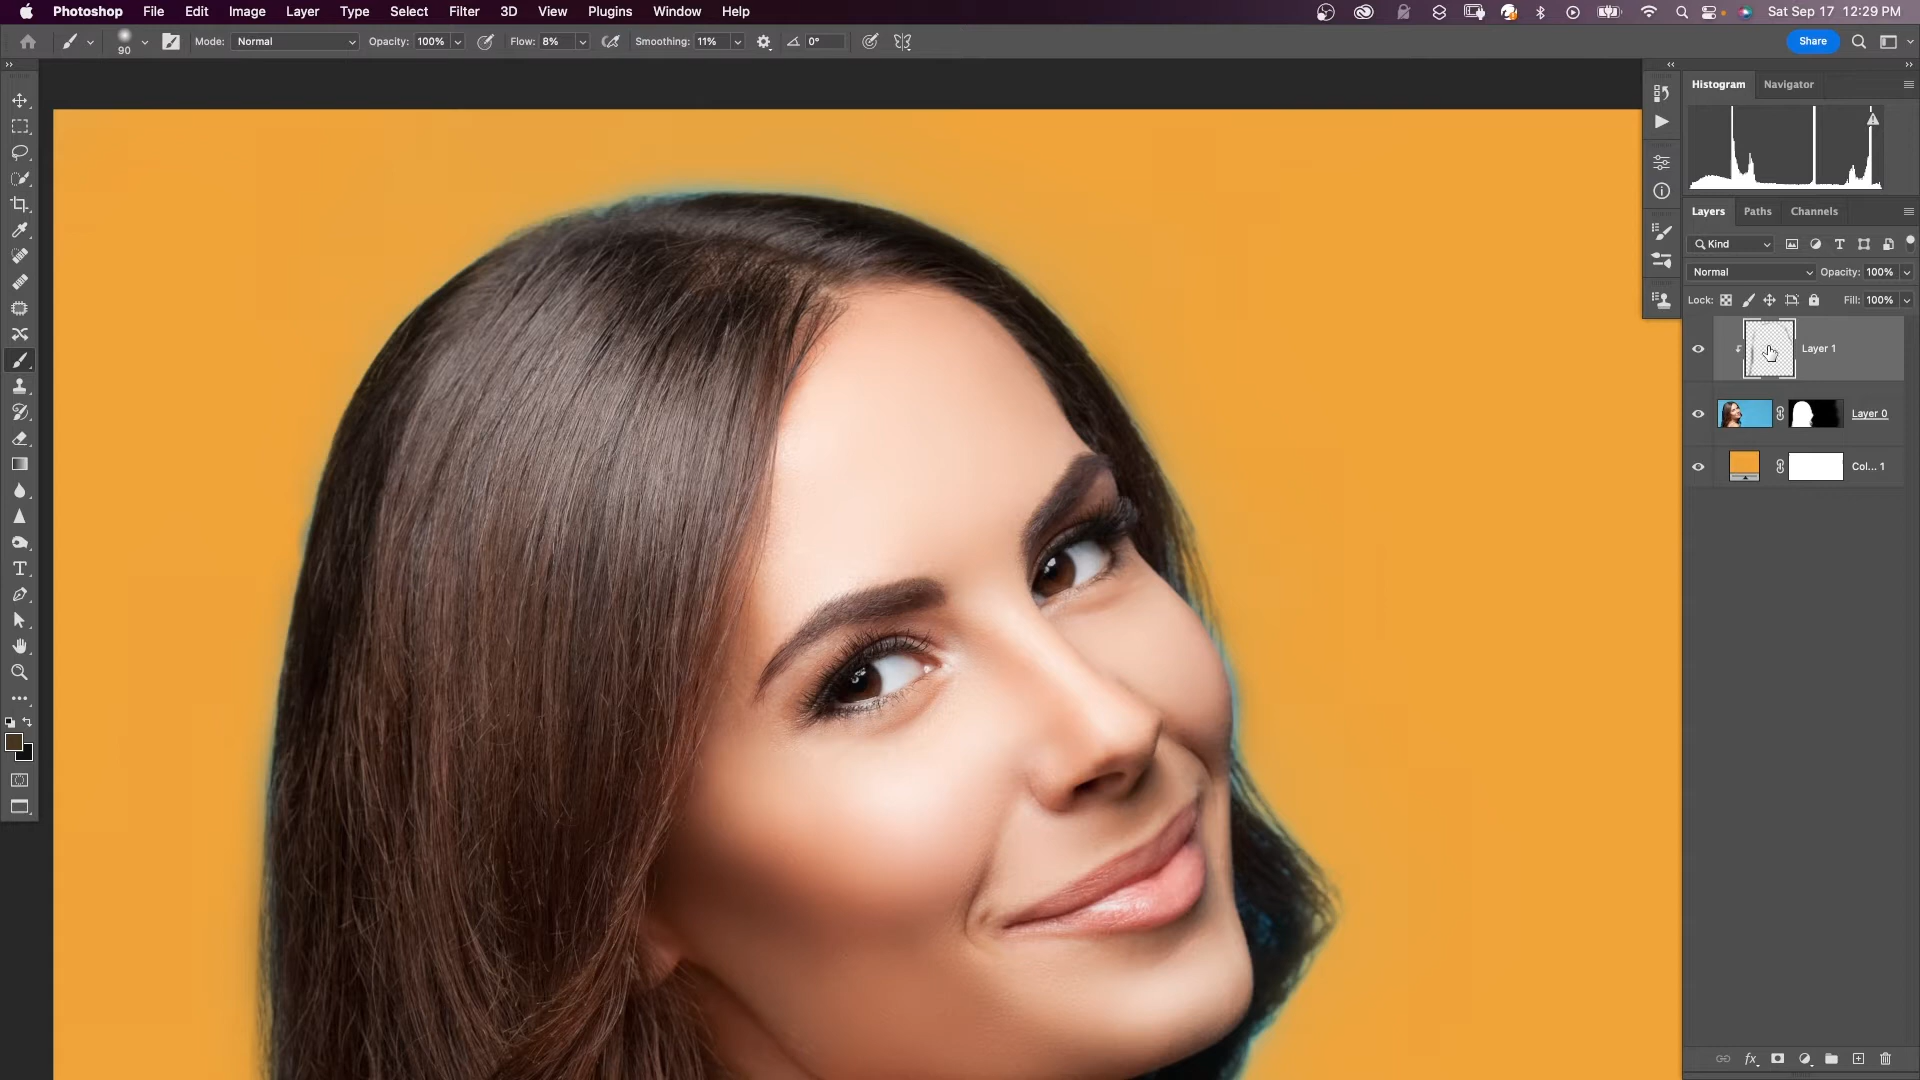 Photoshop File Edit Image Layer Type Select Filter 3D View Plugins Window Help Sat Sep 17 12:29 PM
90 Mode: Normal Opacity: 100% Flow: 8% Smoothing: 11% 0° Share
Histogram Navigator
Layers Paths Channels
Kind
Normal Opacity: 100%
Lock: Fill: 100%
Layer 1
Layer 0
Col... 1